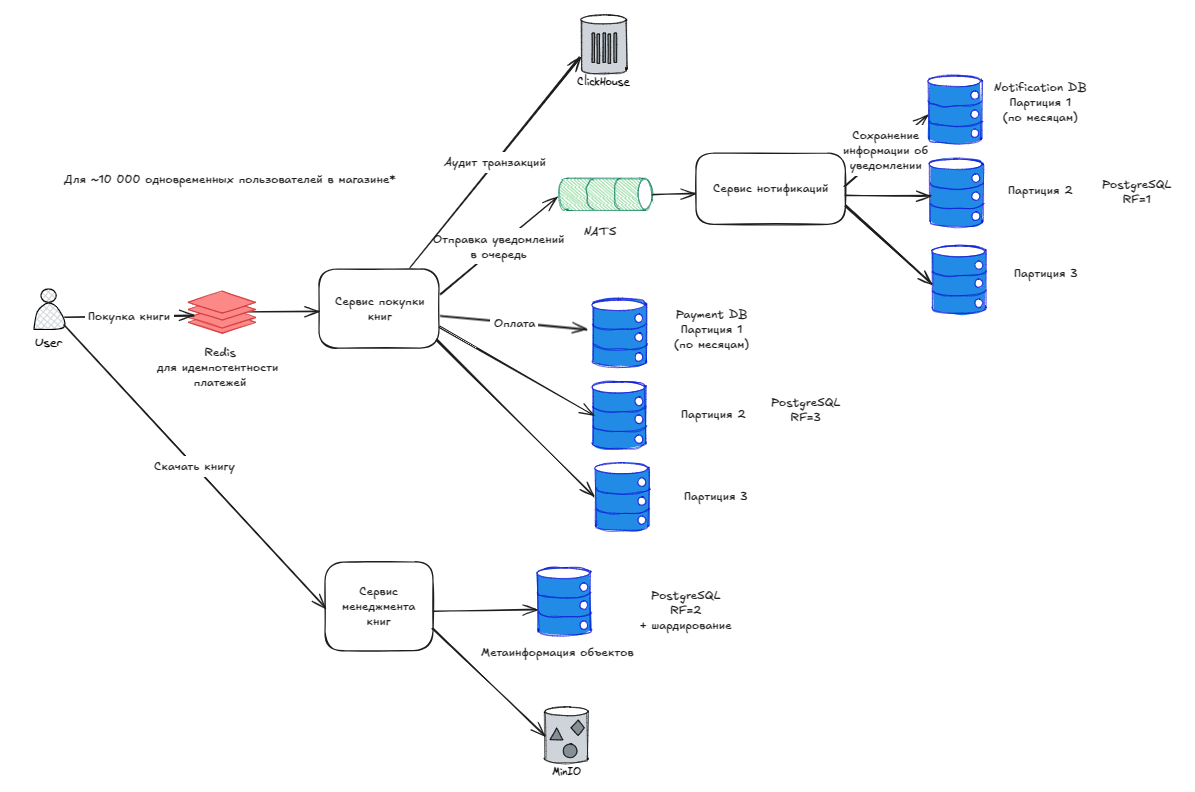 ClickHouse
Для ~10 000 одновременных пользователей в магазине*
Аудит транзакций
Отправка уведомлений
в очередь
NATS
Сервис нотификаций
Сохранение
информации об
уведомлении
Notification DB
Партиция 1
(по месяцам)
Партиция 2
PostgreSQL
RF=1
Партиция 3
User
Покупка книги
Redis
для идемпотентности
платежей
Сервис покупки
книг
Оплата
Payment DB
Партиция 1
(по месяцам)
Партиция 2
PostgreSQL
RF=3
Партиция 3
Скачать книгу
Сервис
менеджмента
книг
PostgreSQL
RF=2
+ шардирование
Метаинформация объектов
MinIO